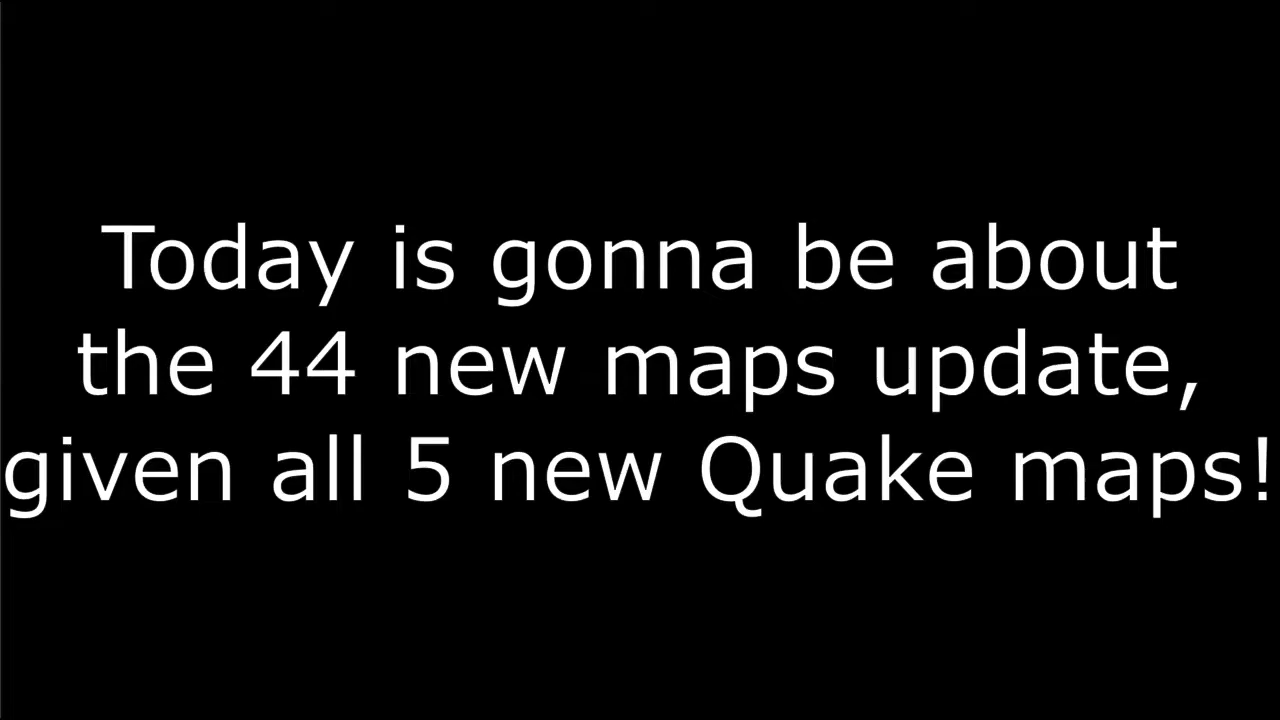 Today is gonna be about
the 44 new maps update,
given all 5 new Quake maps!